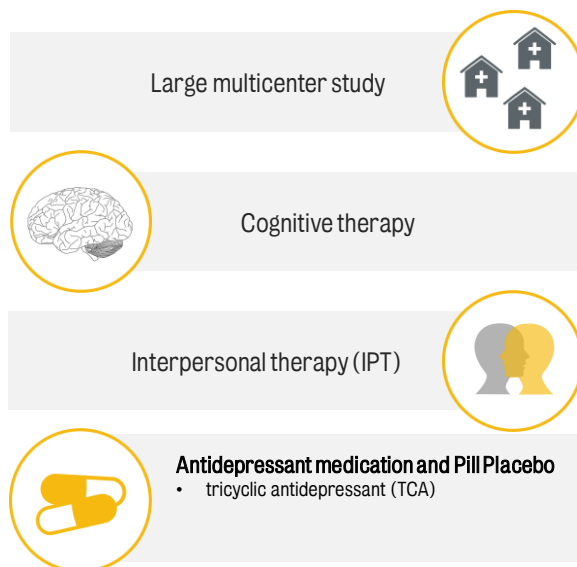 Large multicenter study
Cognitive therapy
Interpersonal therapy (IPT)
Antidepressant medication and Pill Placebo
• tricyclic antidepressant (TCA)